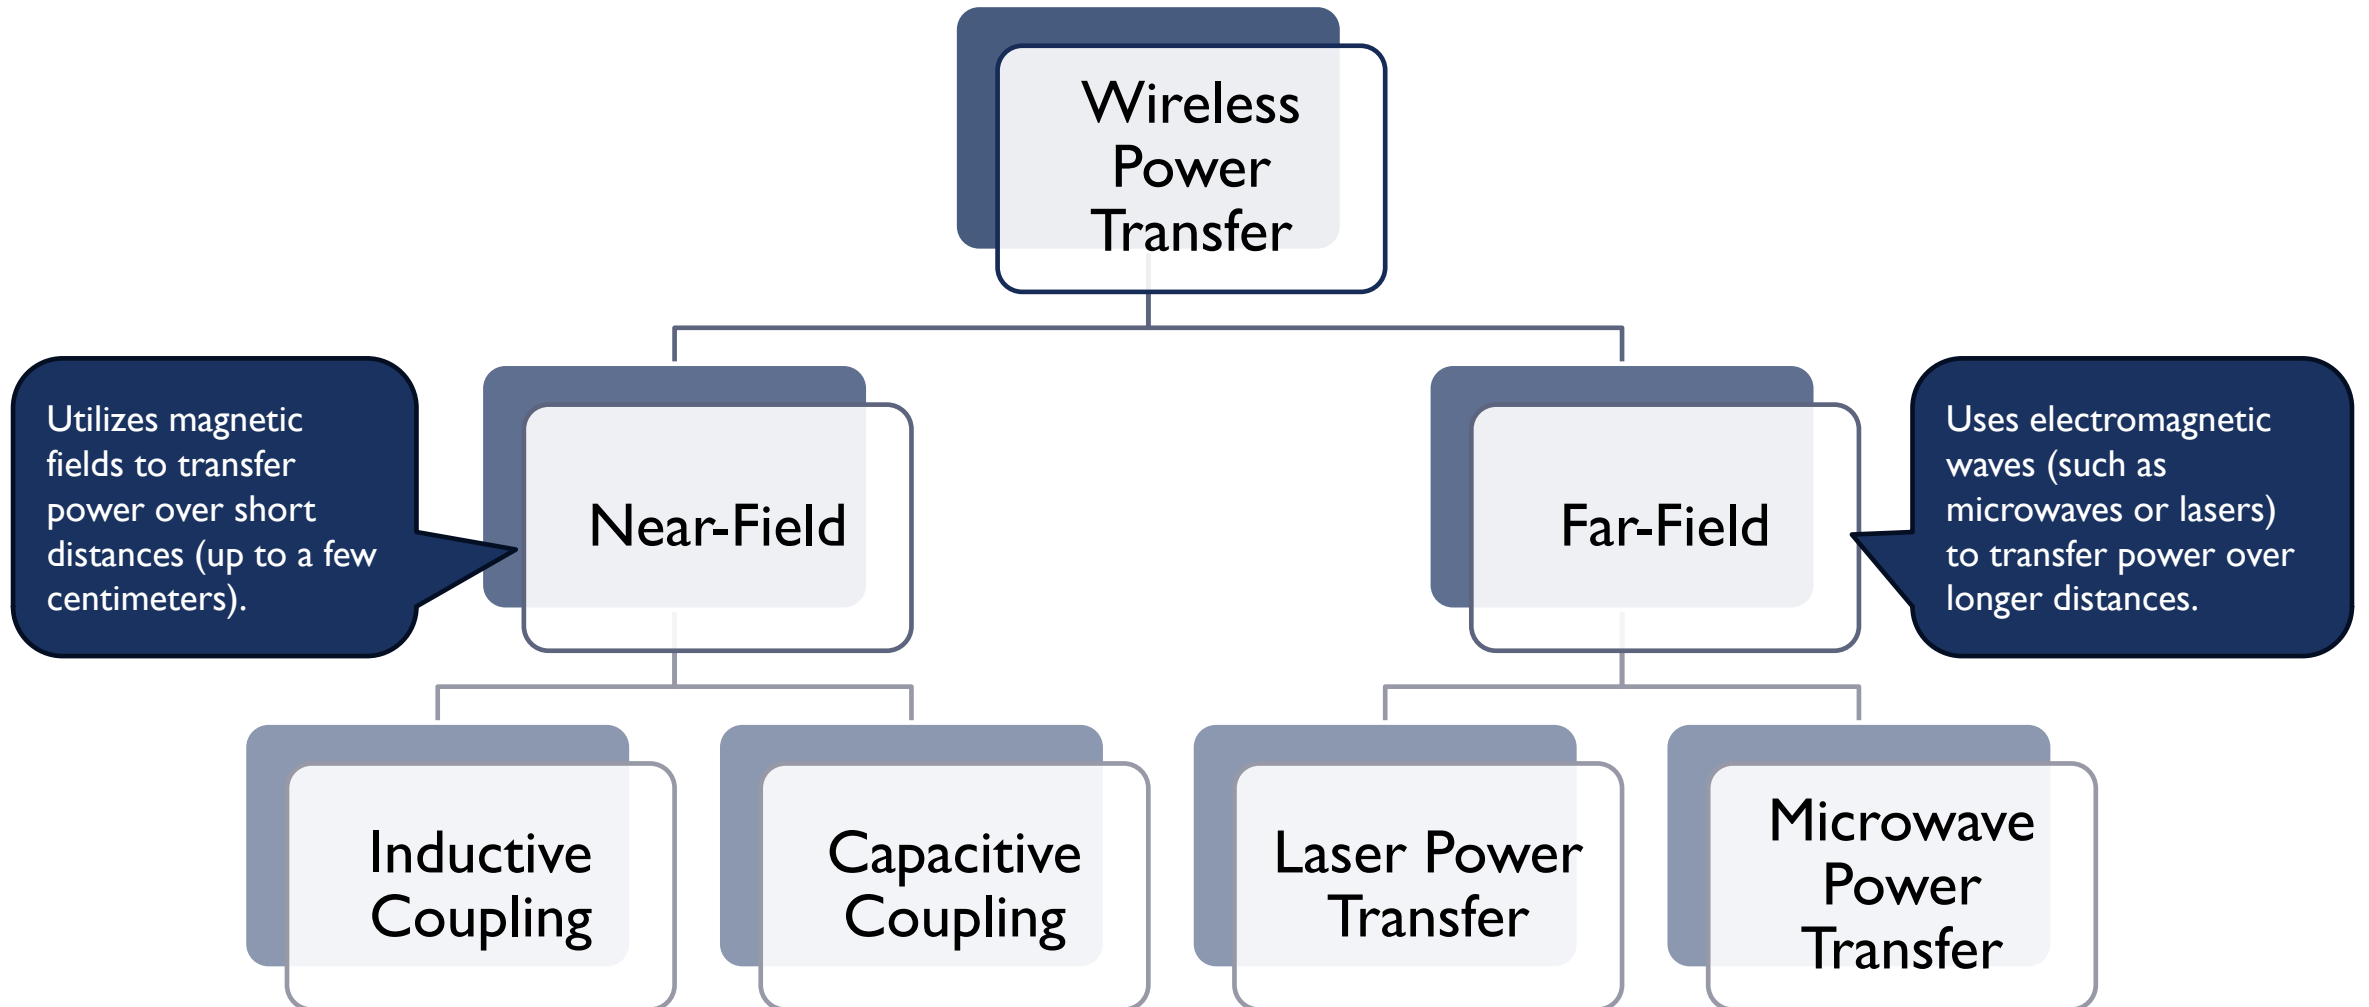 Wireless
Power
Transfer
Utilizes magnetic
fields to transfer
power over short
distances (up to a few
centimeters).
Near-Field
Far-Field
Uses electromagnetic
waves (such as
microwaves or lasers)
to transfer power over
longer distances.
Inductive
Coupling
Capacitive
Coupling
Laser Power
Transfer
Microwave
Power
Transfer